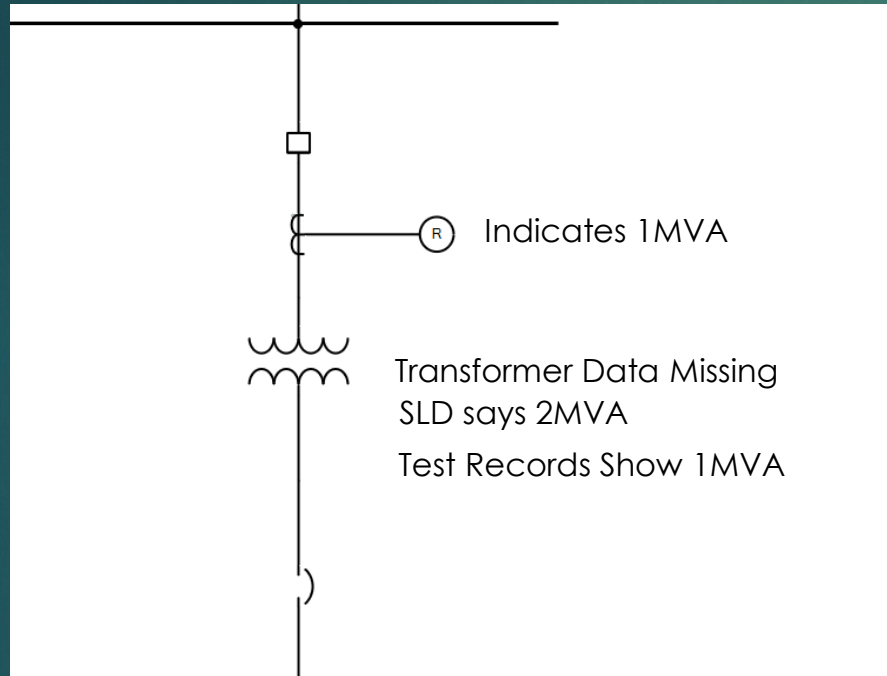 R
Indicates 1MVA
Transformer Data Missing
SLD says 2MVA
Test Records Show 1MVA